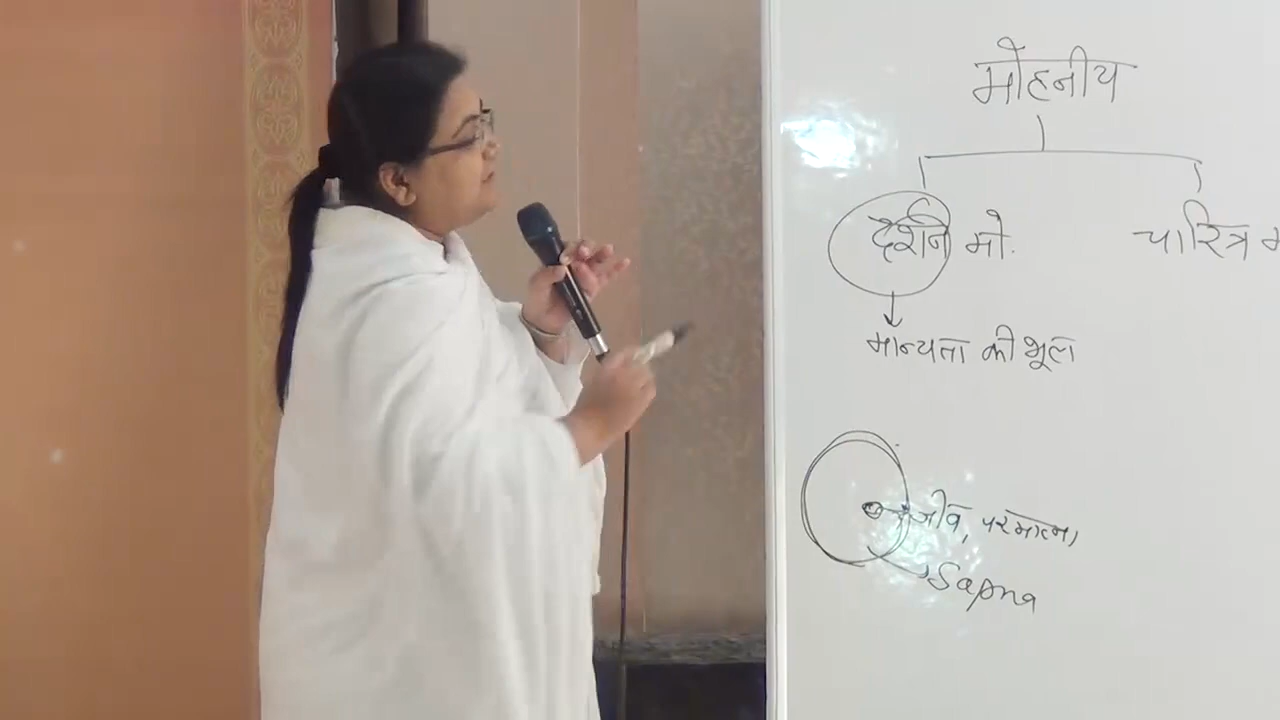 मोहनीय
दर्शन मो. चारित्र म
मान्यता की भूल
जीव, परमात्मा
Sapna